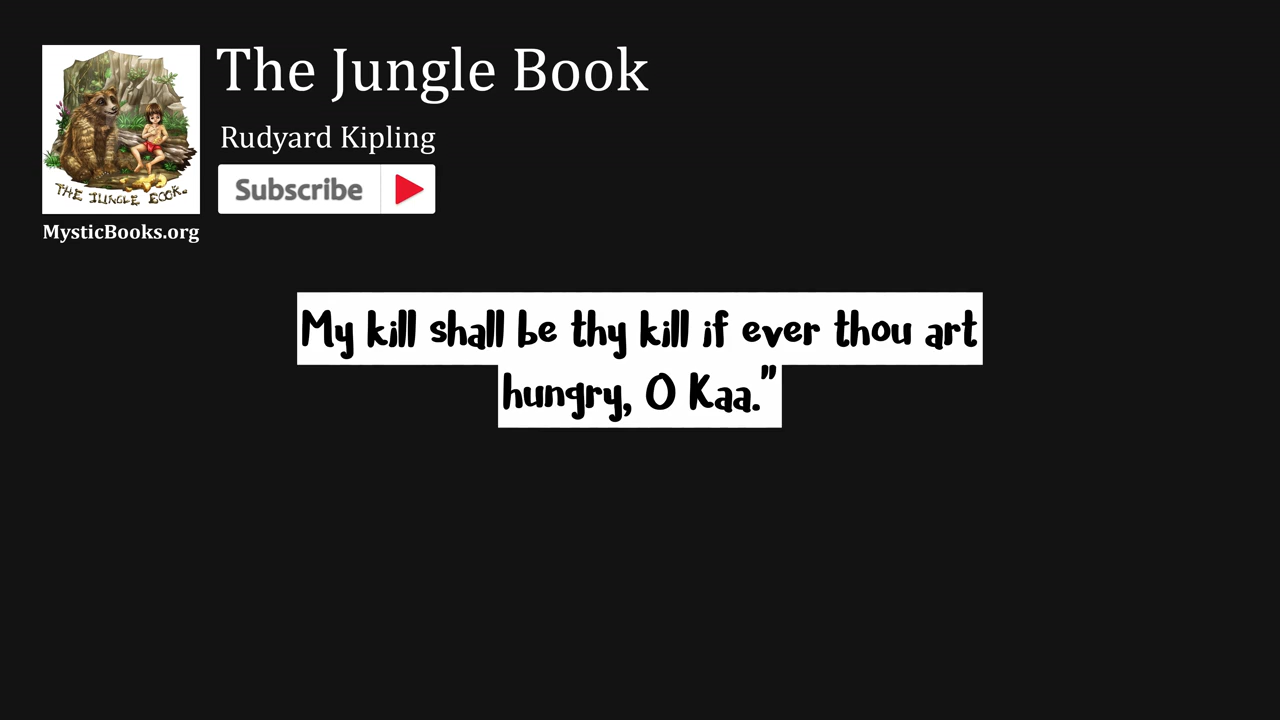 The Jungle Book
Rudyard Kipling
Subscribe
THE JUNGLE BOOK.
MysticBooks.org
My kill shall be thy kill if ever thou art
hungry, O Kaa."